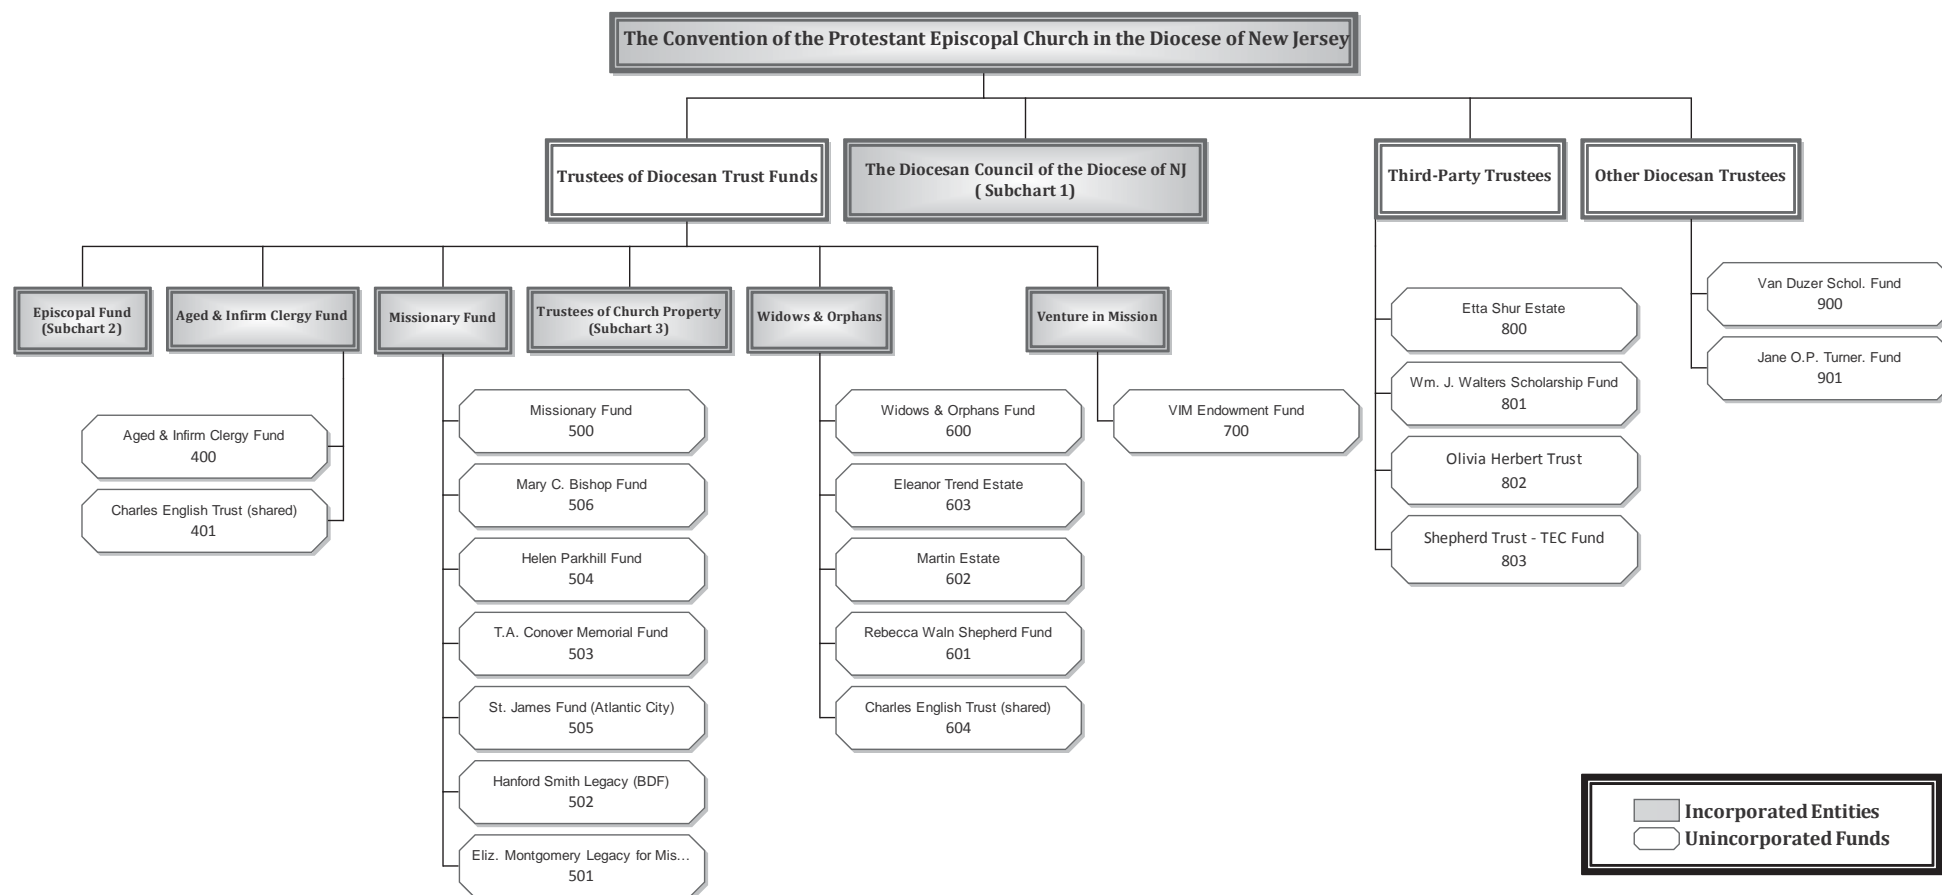 The Convention of the Protestant Episcopal Church in the Diocese of New Jersey
Trustees of Diocesan Trust Funds
The Diocesan Council of the Diocese of NJ
( Subchart 1)
Third-Party Trustees
Other Diocesan Trustees
Episcopal Fund
(Subchart 2)
Aged & Infirm Clergy Fund
Missionary Fund
Trustees of Church Property
(Subchart 3)
Widows & Orphans
Venture in Mission
Aged & Infirm Clergy Fund
400
Charles English Trust (shared)
401
Missionary Fund
500
Mary C. Bishop Fund
506
Helen Parkhill Fund
504
T.A. Conover Memorial Fund
503
St. James Fund (Atlantic City)
505
Hanford Smith Legacy (BDF)
502
Eliz. Montgomery Legacy for Mis...
501
Widows & Orphans Fund
600
Eleanor Trend Estate
603
Martin Estate
602
Rebecca Waln Shepherd Fund
601
Charles English Trust (shared)
604
VIM Endowment Fund
700
Etta Shur Estate
800
Wm. J. Walters Scholarship Fund
801
Olivia Herbert Trust
802
Shepherd Trust - TEC Fund
803
Van Duzer Schol. Fund
900
Jane O.P. Turner. Fund
901
Incorporated Entities
Unincorporated Funds